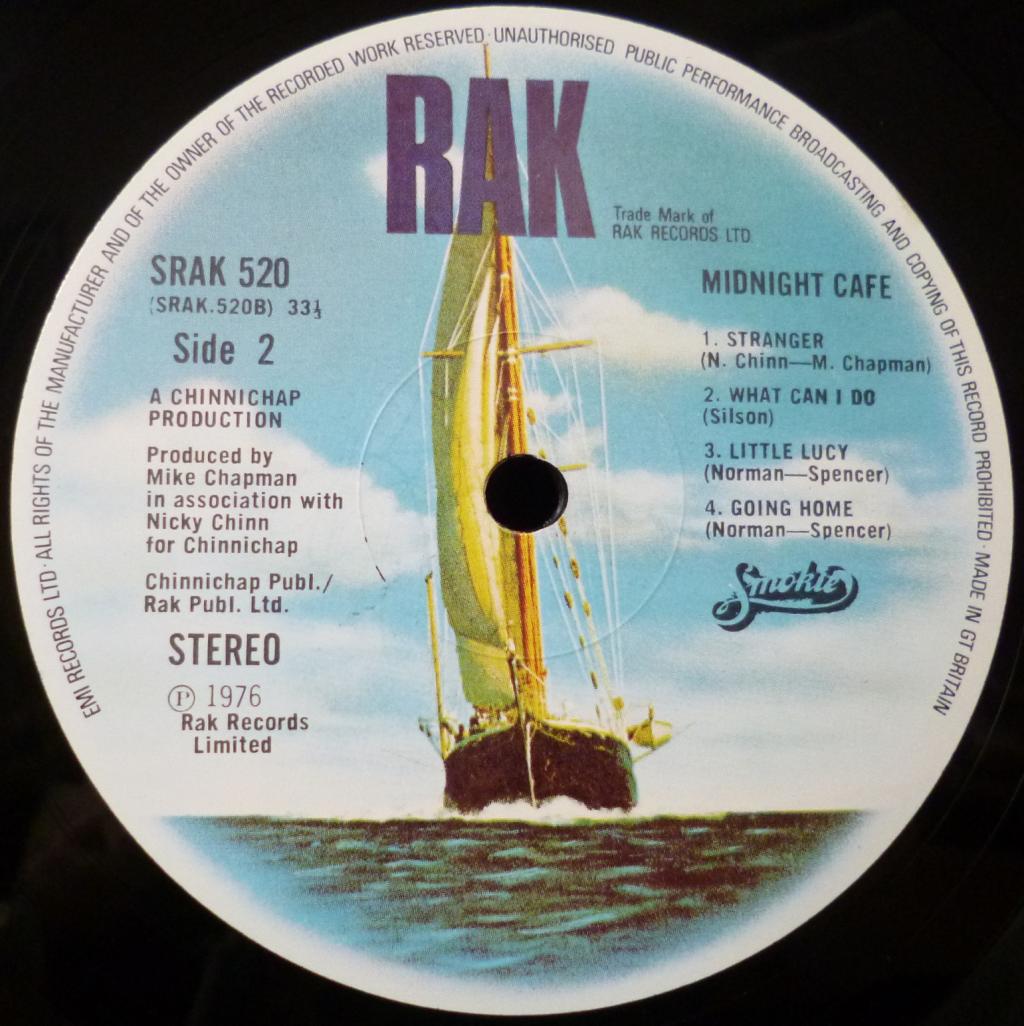 EMI RECORDS LTD · ALL RIGHTS OF THE MANUFACTURER AND OF THE OWNER OF THE RECORDED WORK RESERVED · UNAUTHORISED PUBLIC PERFORMANCE BROADCASTING AND COPYING OF THIS RECORD PROHIBITED · MADE IN GT BRITAIN
RAK
Trade Mark of
RAK RECORDS LTD
SRAK 520
(SRAK.520B) 33⅓
Side 2
A CHINNICHAP
PRODUCTION
Produced by
Mike Chapman
in association with
Nicky Chinn
for Chinnichap
Chinnichap Publ./
Rak Publ. Ltd.
STEREO
℗ 1976
Rak Records
Limited
MIDNIGHT CAFE
1. STRANGER
(N. Chinn—M. Chapman)
2. WHAT CAN I DO
(Silson)
3. LITTLE LUCY
(Norman—Spencer)
4. GOING HOME
(Norman—Spencer)
Smokie